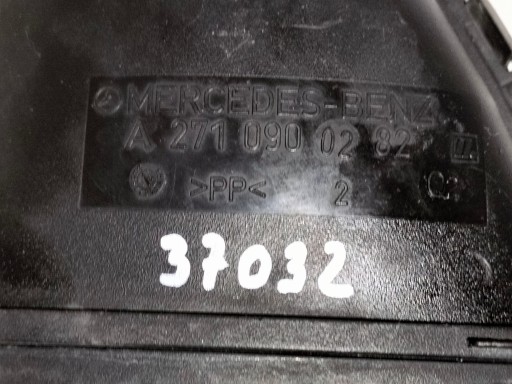 MERCEDES-BENZ
A 271 090 02 82
>PP< 2
37032